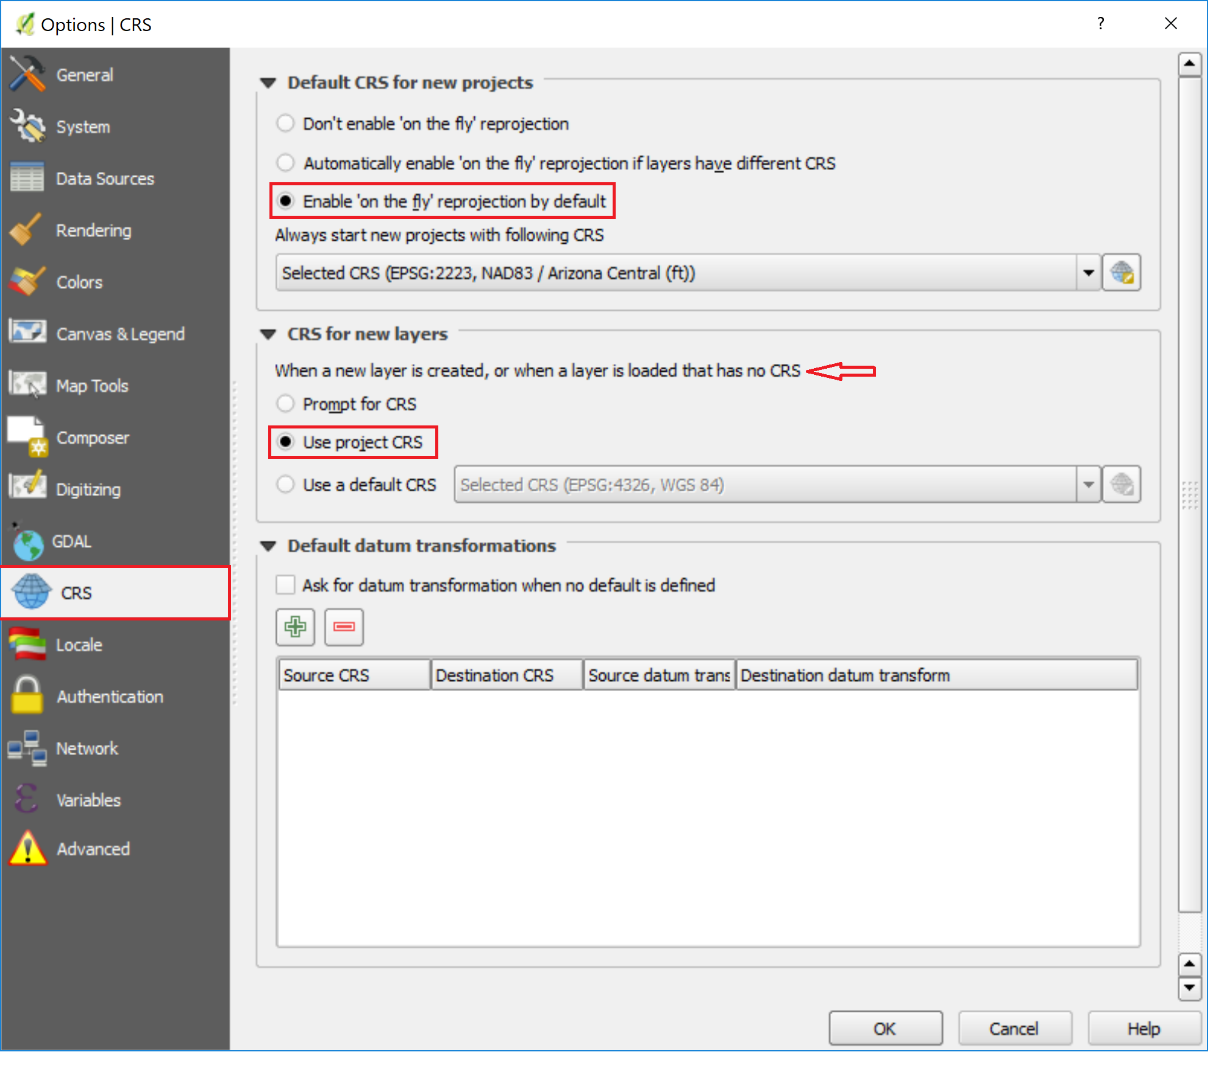 Options | CRS
?
General
System
Data Sources
Rendering
Colors
Canvas & Legend
Map Tools
Composer
Digitizing
GDAL
CRS
Locale
Authentication
Network
Variables
Advanced
Default CRS for new projects
Don't enable 'on the fly' reprojection
Automatically enable 'on the fly' reprojection if layers have different CRS
Enable 'on the fly' reprojection by default
Always start new projects with following CRS
Selected CRS (EPSG:2223, NAD83 / Arizona Central (ft))
CRS for new layers
When a new layer is created, or when a layer is loaded that has no CRS
Prompt for CRS
Use project CRS
Use a default CRS Selected CRS (EPSG:4326, WGS 84)
Default datum transformations
Ask for datum transformation when no default is defined
Source CRS Destination CRS Source datum trans Destination datum transform
OK Cancel Help